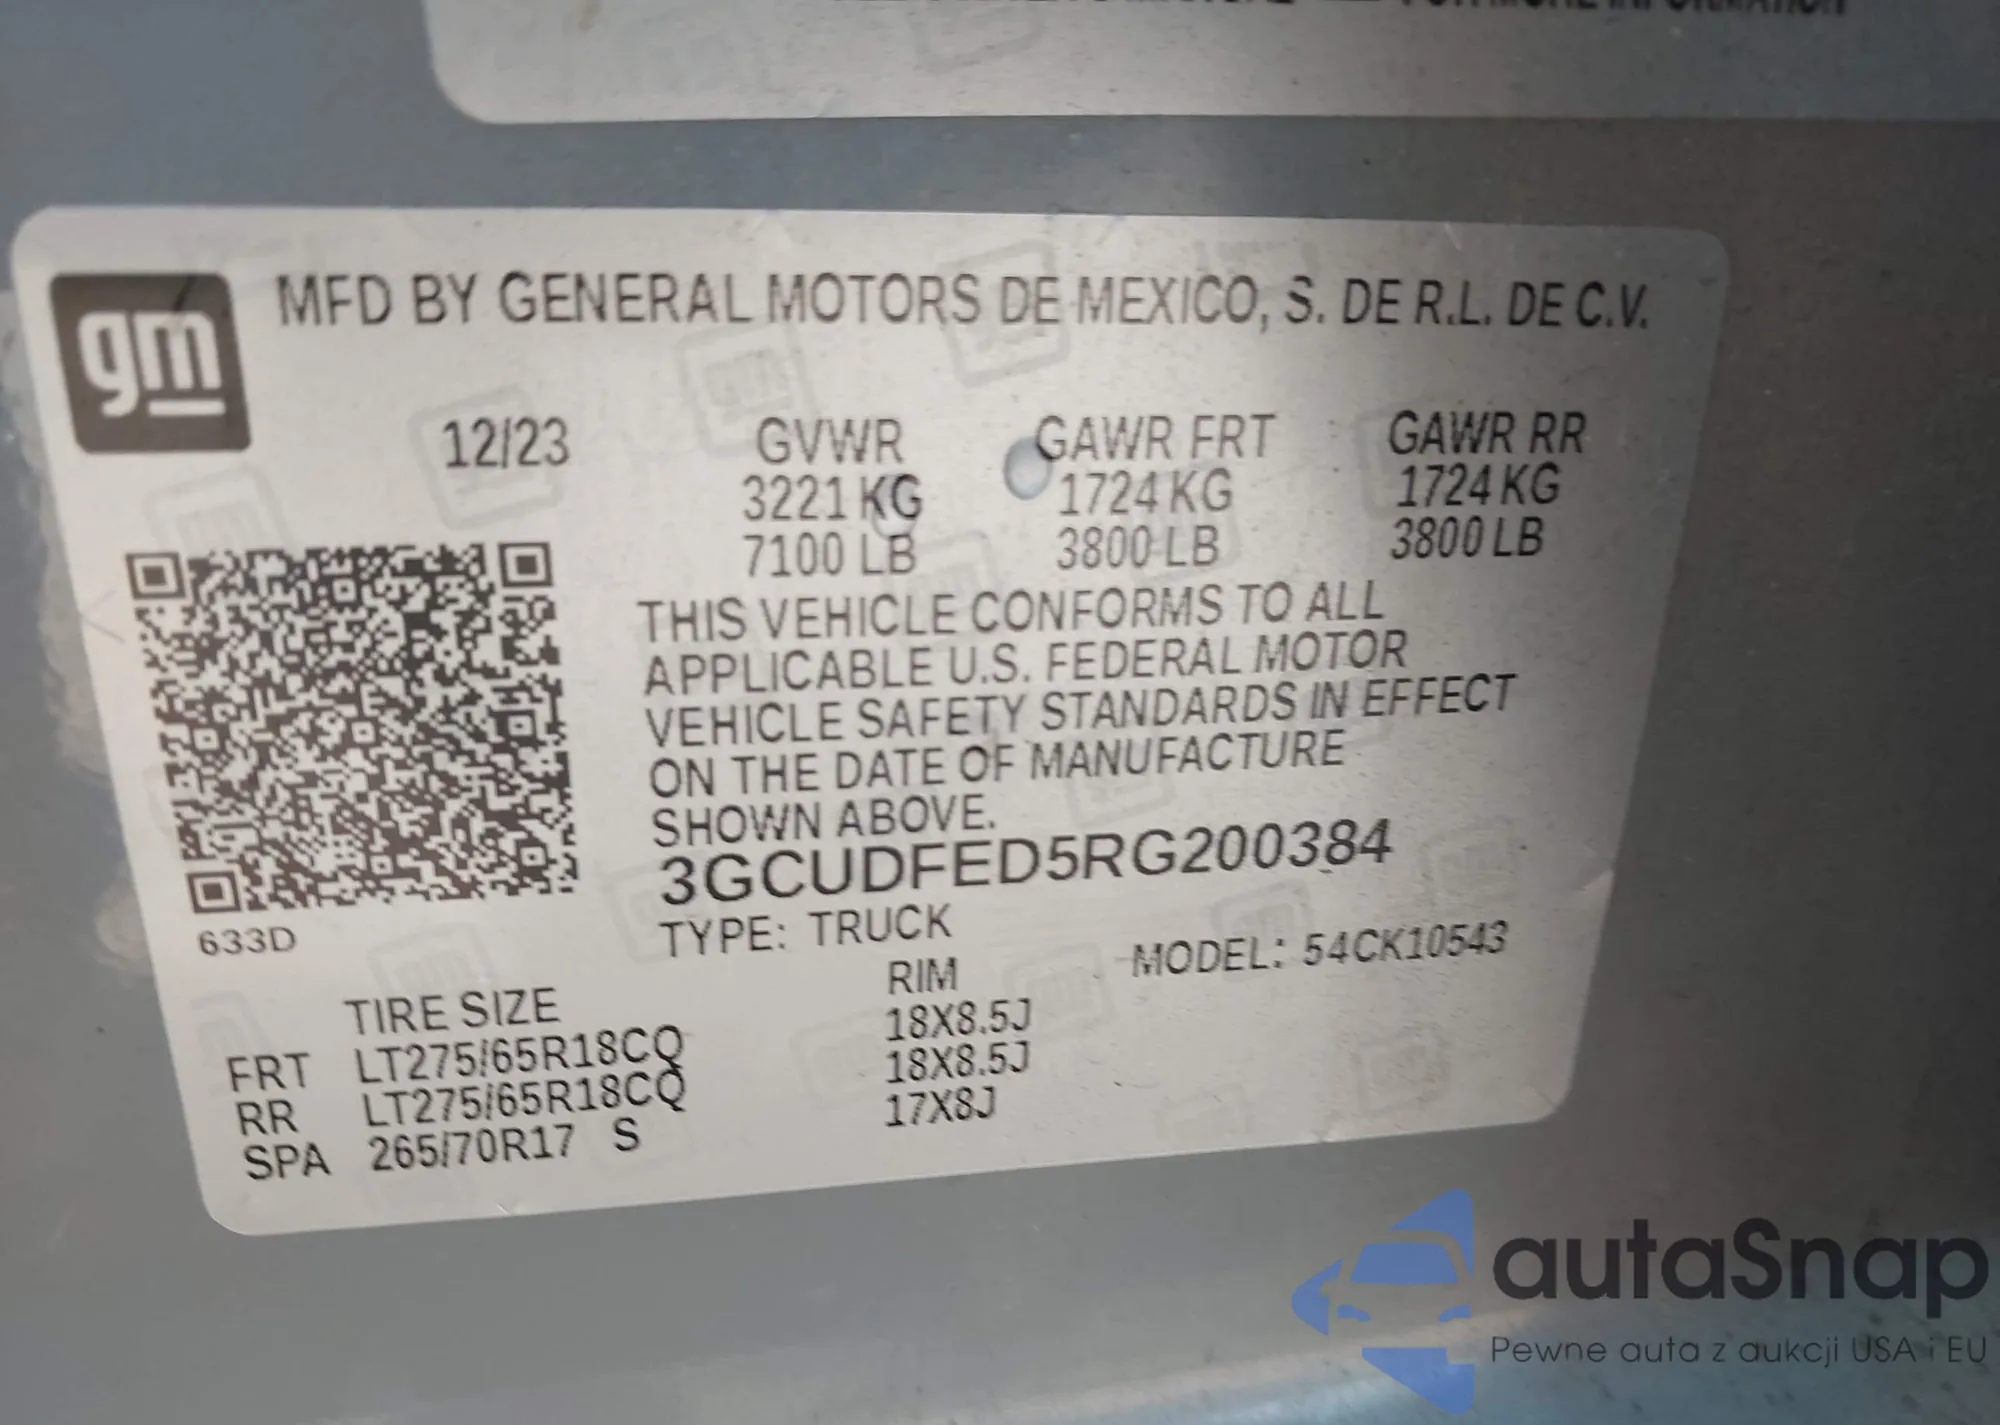 FOR MORE INFORMATION
gm
MFD BY GENERAL MOTORS DE MEXICO, S. DE R.L. DE C.V.
12/23 GVWR GAWR FRT GAWR RR
3221 KG 1724 KG 1724 KG
7100 LB 3800 LB 3800 LB
THIS VEHICLE CONFORMS TO ALL
APPLICABLE U.S. FEDERAL MOTOR
VEHICLE SAFETY STANDARDS IN EFFECT
ON THE DATE OF MANUFACTURE
SHOWN ABOVE.
3GCUDFED5RG200384
633D
TYPE: TRUCK MODEL: 54CK10543
TIRE SIZE RIM
FRT LT275/65R18CQ 18X8.5J
RR LT275/65R18CQ 18X8.5J
SPA 265/70R17 S 17X8J
autaSnap
Pewne auta z aukcji USA i EU